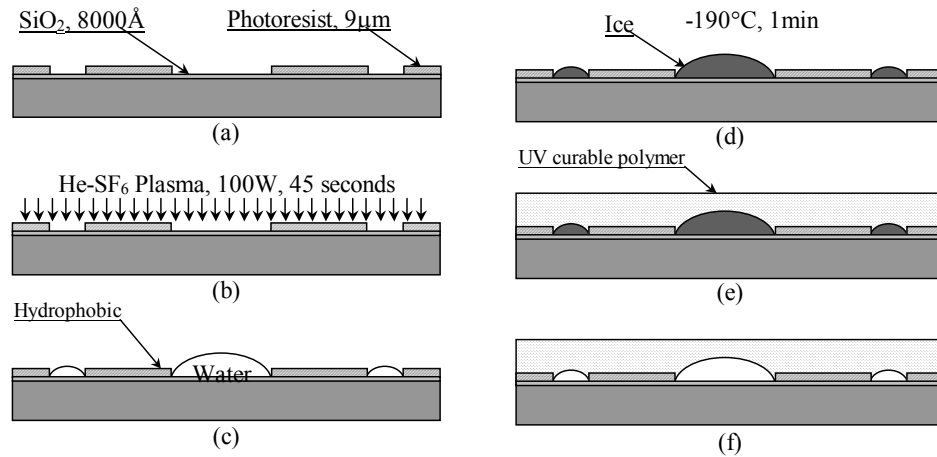 SiO₂, 8000Å
Photoresist, 9μm
(a)
He-SF₆ Plasma, 100W, 45 seconds
(b)
Hydrophobic
Water
(c)
Ice
-190°C, 1min
(d)
UV curable polymer
(e)
(f)